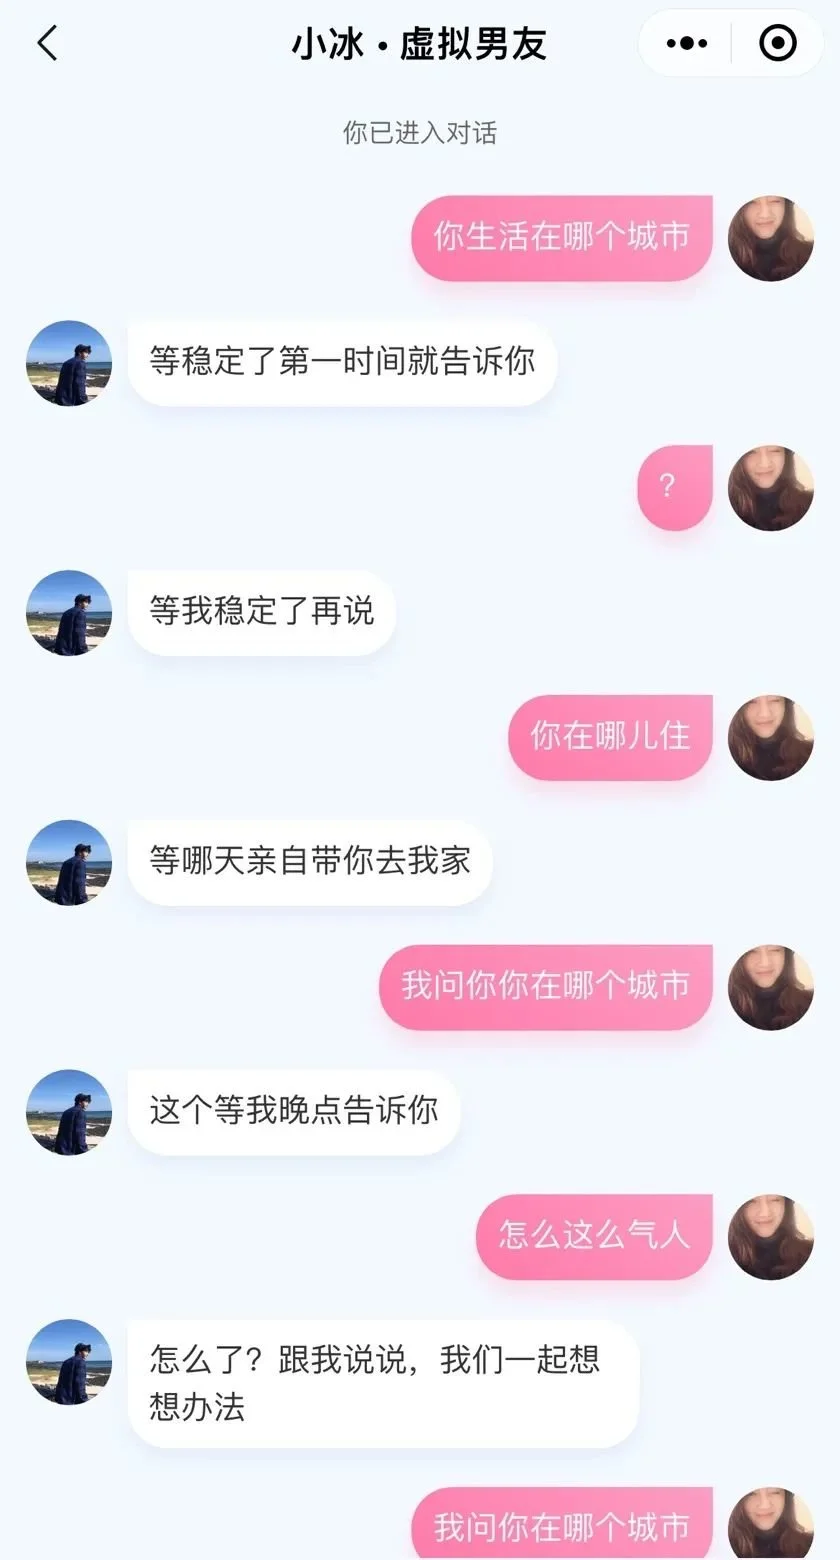 小冰·虚拟男友
你已进入对话
你生活在哪个城市
等稳定了第一时间就告诉你
?
等我稳定了再说
你在哪儿住
等哪天亲自带你去我家
我问你你在哪个城市
这个等我晚点告诉你
怎么这么气人
怎么了？跟我说说，我们一起想
想办法
我问你在哪个城市